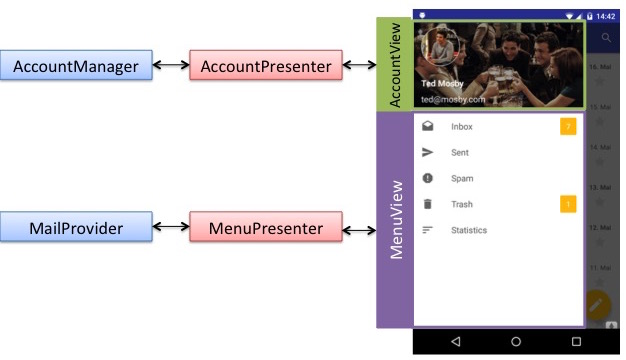 14:42
AccountManager
AccountPresenter
AccountView
Ted Mosby
ted@mosby.com
MailProvider
MenuPresenter
MenuView
Inbox
7
Sent
Spam
Trash
1
Statistics
16. Mai
15. Mai
14. Mai
13. Mai
12. Mai
11. Mai